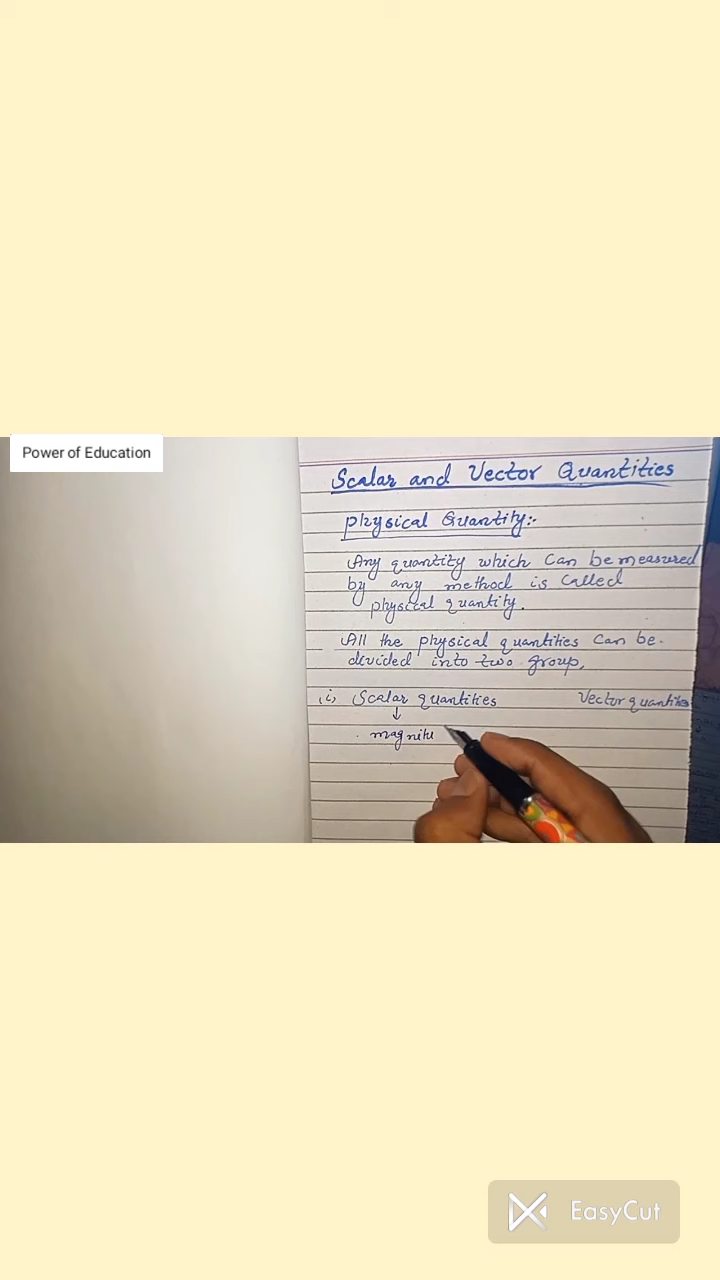 Power of Education
Scalar and Vector Quantities
Physical Quantity:-
Any quantity which can be measured
by any method is called
physical quantity.
All the physical quantities can be.
divided into two group,
(i) Scalar quantities Vector quantities
↓
magnitu
EasyCut